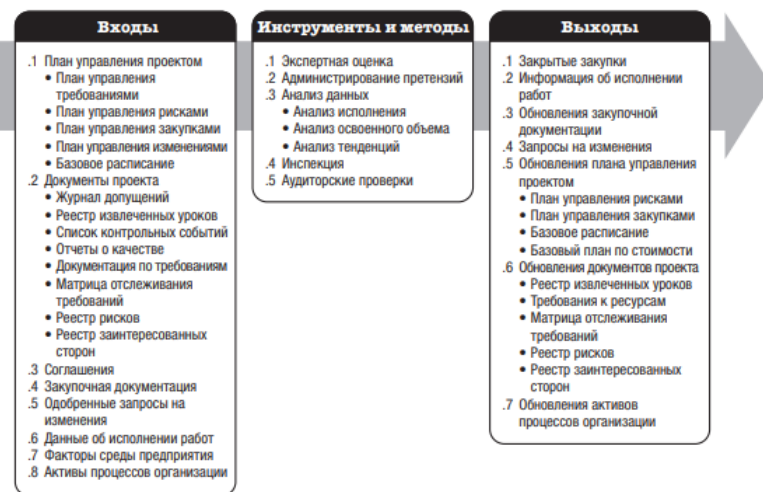 Входы
.1 План управления проектом
• План управления
требованиями
• План управления рисками
• План управления закупками
• План управления изменениями
• Базовое расписание
.2 Документы проекта
• Журнал допущений
• Реестр извлеченных уроков
• Список контрольных событий
• Отчеты о качестве
• Документация по требованиям
• Матрица отслеживания
требований
• Реестр рисков
• Реестр заинтересованных
сторон
.3 Соглашения
.4 Закупочная документация
.5 Одобренные запросы на
изменения
.6 Данные об исполнении работ
.7 Факторы среды предприятия
.8 Активы процессов организации
Инструменты и методы
.1 Экспертная оценка
.2 Администрирование претензий
.3 Анализ данных
• Анализ исполнения
• Анализ освоенного объема
• Анализ тенденций
.4 Инспекция
.5 Аудиторские проверки
Выходы
.1 Закрытые закупки
.2 Информация об исполнении
работ
.3 Обновления закупочной
документации
.4 Запросы на изменения
.5 Обновления плана управления
проектом
• План управления рисками
• План управления закупками
• Базовое расписание
• Базовый план по стоимости
.6 Обновления документов проекта
• Реестр извлеченных уроков
• Требования к ресурсам
• Матрица отслеживания
требований
• Реестр рисков
• Реестр заинтересованных
сторон
.7 Обновления активов
процессов организации